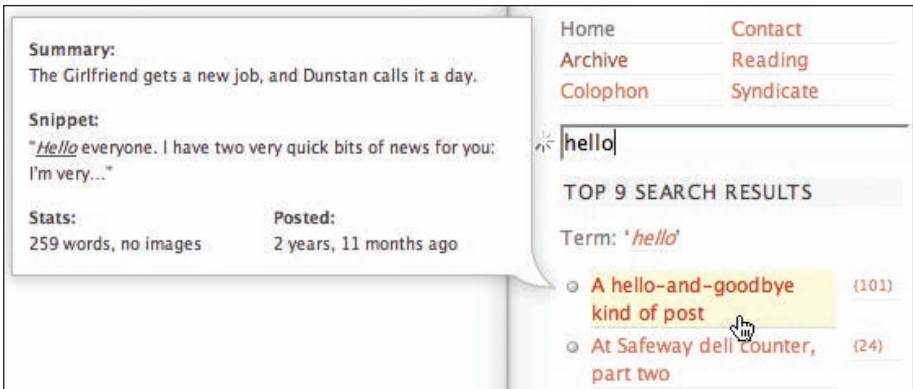 Summary:
The Girlfriend gets a new job, and Dunstan calls it a day.
Snippet:
"Hello everyone. I have two very quick bits of news for you:
I'm very..."
Stats:
259 words, no images
Posted:
2 years, 11 months ago
Home
Contact
Archive
Reading
Colophon
Syndicate
hello
TOP 9 SEARCH RESULTS
Term: 'hello'
A hello-and-goodbye
kind of post
(101)
At Safeway deli counter,
part two
(24)